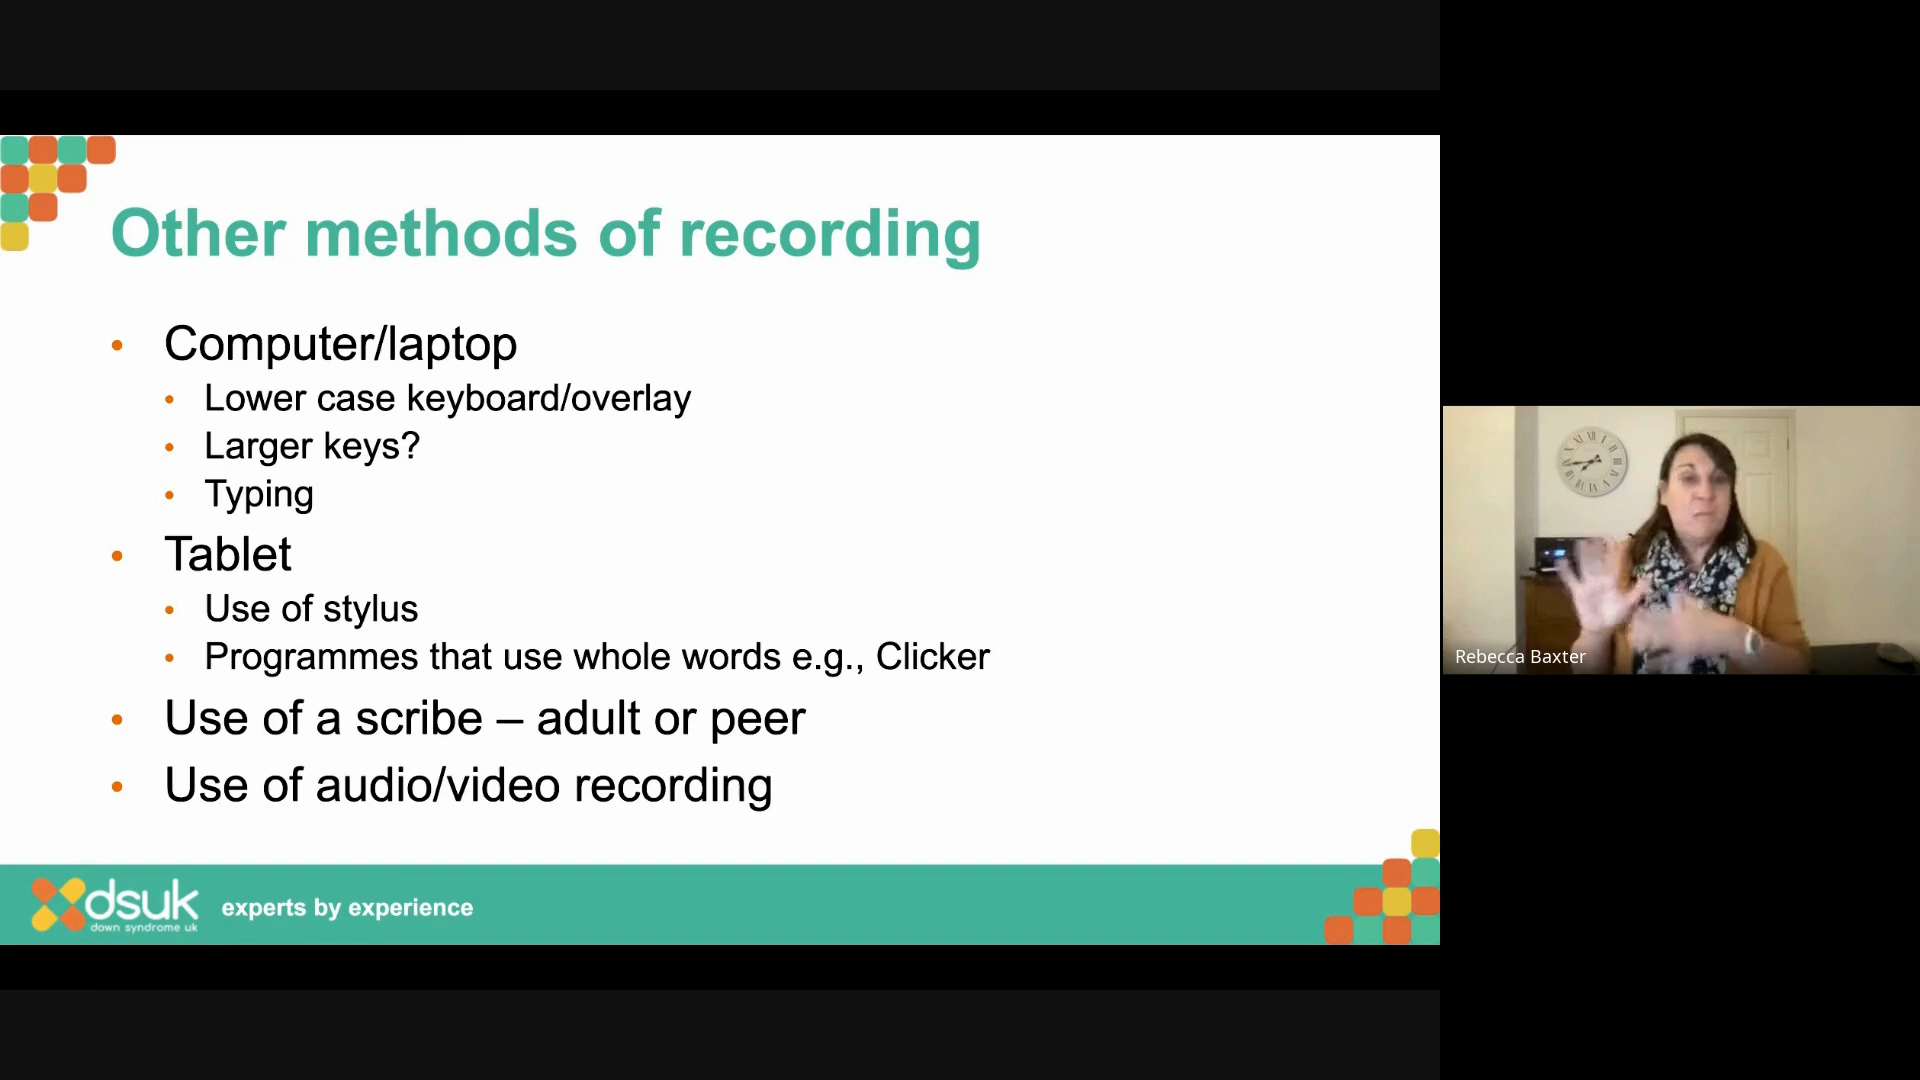 Other methods of recording
• Computer/laptop
• Lower case keyboard/overlay
• Larger keys?
• Typing
• Tablet
• Use of stylus
• Programmes that use whole words e.g., Clicker
• Use of a scribe – adult or peer
• Use of audio/video recording
dsuk
down syndrome uk
experts by experience
Rebecca Baxter